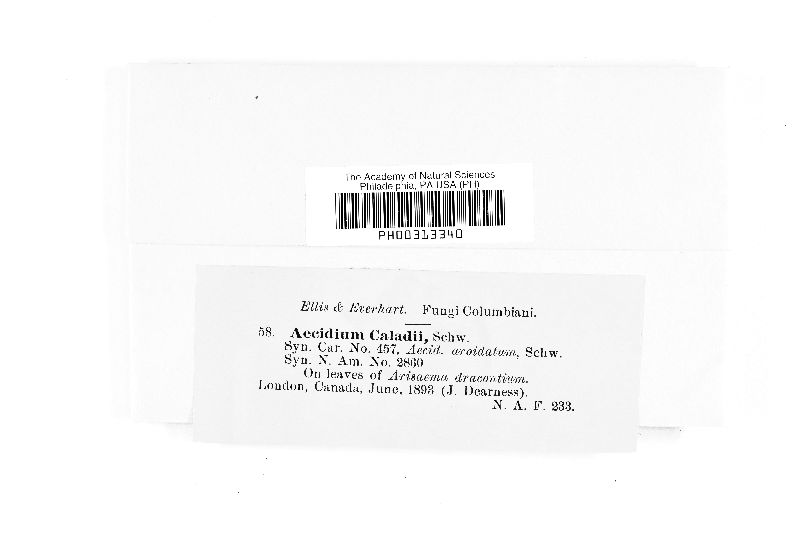 The Academy of Natural Sciences
Philadelphia, PA USA (PH)
PH00313340
Ellis & Everhart. Fungi Columbiani.
58. Aecidium Caladii, Schw.
Syn. Car. No. 457, Aecid. aroidatum, Schw.
Syn. N. Am. No. 2860
On leaves of Arisaema dracontium.
London, Canada, June, 1893 (J. Dearness).
N. A. F. 233.